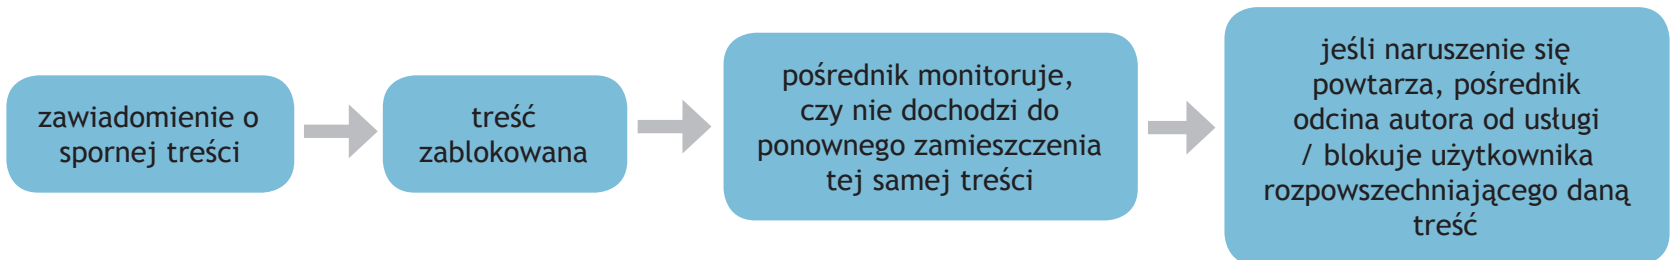 zawiadomienie o
spornej treści
treść
zablokowana
pośrednik monitoruje,
czy nie dochodzi do
ponownego zamieszczenia
tej samej treści
jeśli naruszenie się
powtarza, pośrednik
odcina autora od usługi
/ blokuje użytkownika
rozpowszechniającego daną
treść